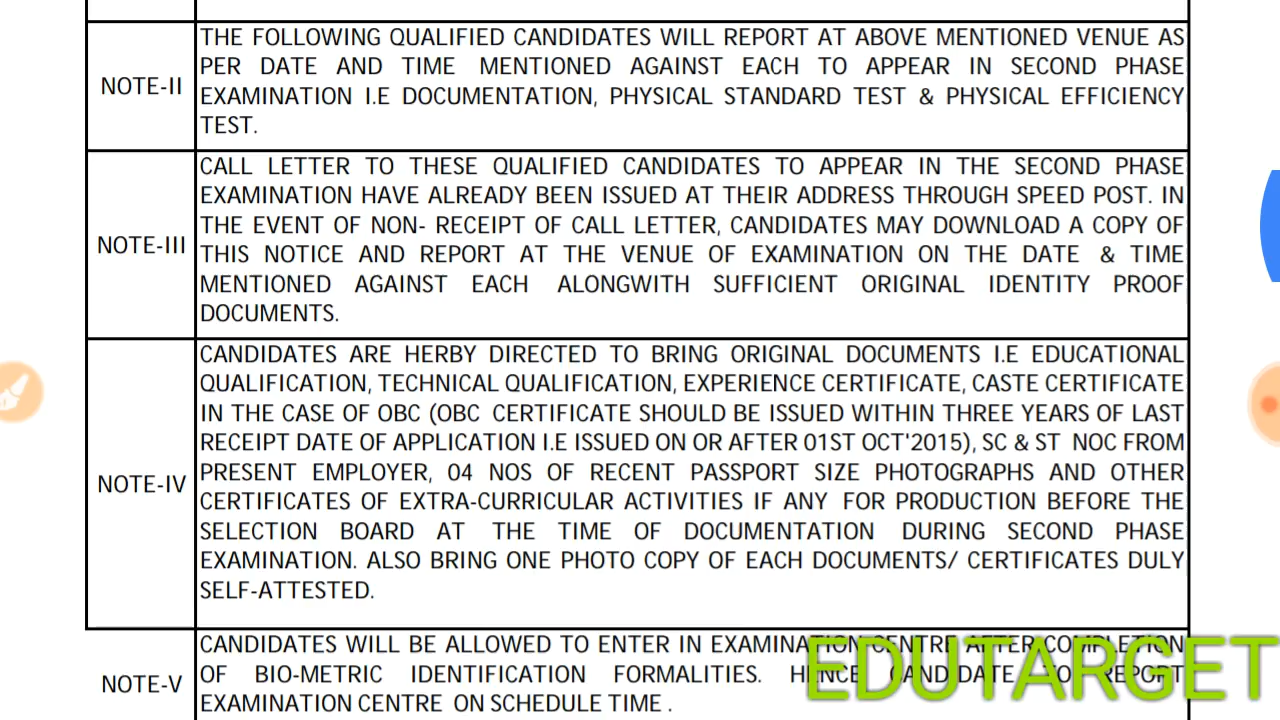 NOTE-II
THE FOLLOWING QUALIFIED CANDIDATES WILL REPORT AT ABOVE MENTIONED VENUE AS
PER DATE AND TIME MENTIONED AGAINST EACH TO APPEAR IN SECOND PHASE
EXAMINATION I.E DOCUMENTATION, PHYSICAL STANDARD TEST & PHYSICAL EFFICIENCY
TEST.
NOTE-III
CALL LETTER TO THESE QUALIFIED CANDIDATES TO APPEAR IN THE SECOND PHASE
EXAMINATION HAVE ALREADY BEEN ISSUED AT THEIR ADDRESS THROUGH SPEED POST. IN
THE EVENT OF NON- RECEIPT OF CALL LETTER, CANDIDATES MAY DOWNLOAD A COPY OF
THIS NOTICE AND REPORT AT THE VENUE OF EXAMINATION ON THE DATE & TIME
MENTIONED AGAINST EACH ALONGWITH SUFFICIENT ORIGINAL IDENTITY PROOF
DOCUMENTS.
NOTE-IV
CANDIDATES ARE HERBY DIRECTED TO BRING ORIGINAL DOCUMENTS I.E EDUCATIONAL
QUALIFICATION, TECHNICAL QUALIFICATION, EXPERIENCE CERTIFICATE, CASTE CERTIFICATE
IN THE CASE OF OBC (OBC CERTIFICATE SHOULD BE ISSUED WITHIN THREE YEARS OF LAST
RECEIPT DATE OF APPLICATION I.E ISSUED ON OR AFTER 01ST OCT'2015), SC & ST NOC FROM
PRESENT EMPLOYER, 04 NOS OF RECENT PASSPORT SIZE PHOTOGRAPHS AND OTHER
CERTIFICATES OF EXTRA-CURRICULAR ACTIVITIES IF ANY FOR PRODUCTION BEFORE THE
SELECTION BOARD AT THE TIME OF DOCUMENTATION DURING SECOND PHASE
EXAMINATION. ALSO BRING ONE PHOTO COPY OF EACH DOCUMENTS/ CERTIFICATES DULY
SELF-ATTESTED.
NOTE-V
CANDIDATES WILL BE ALLOWED TO ENTER IN EXAMINATION CENTRE AFTER COMPLETION
OF BIO-METRIC IDENTIFICATION FORMALITIES. HENCE CANDIDATE TO REPORT
EXAMINATION CENTRE ON SCHEDULE TIME .
EDUTARGET